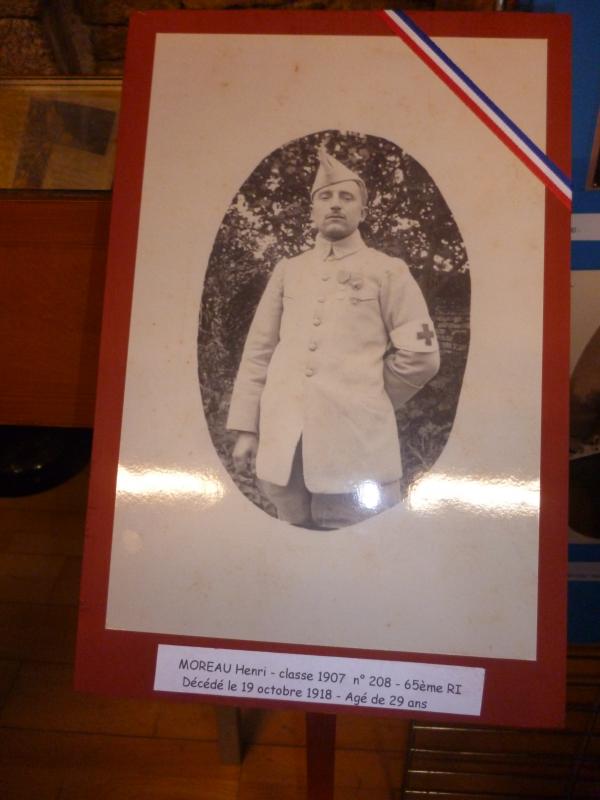 MOREAU Henri - classe 1907 n° 208 - 65ème RI
Décédé le 19 octobre 1918 - Agé de 29 ans